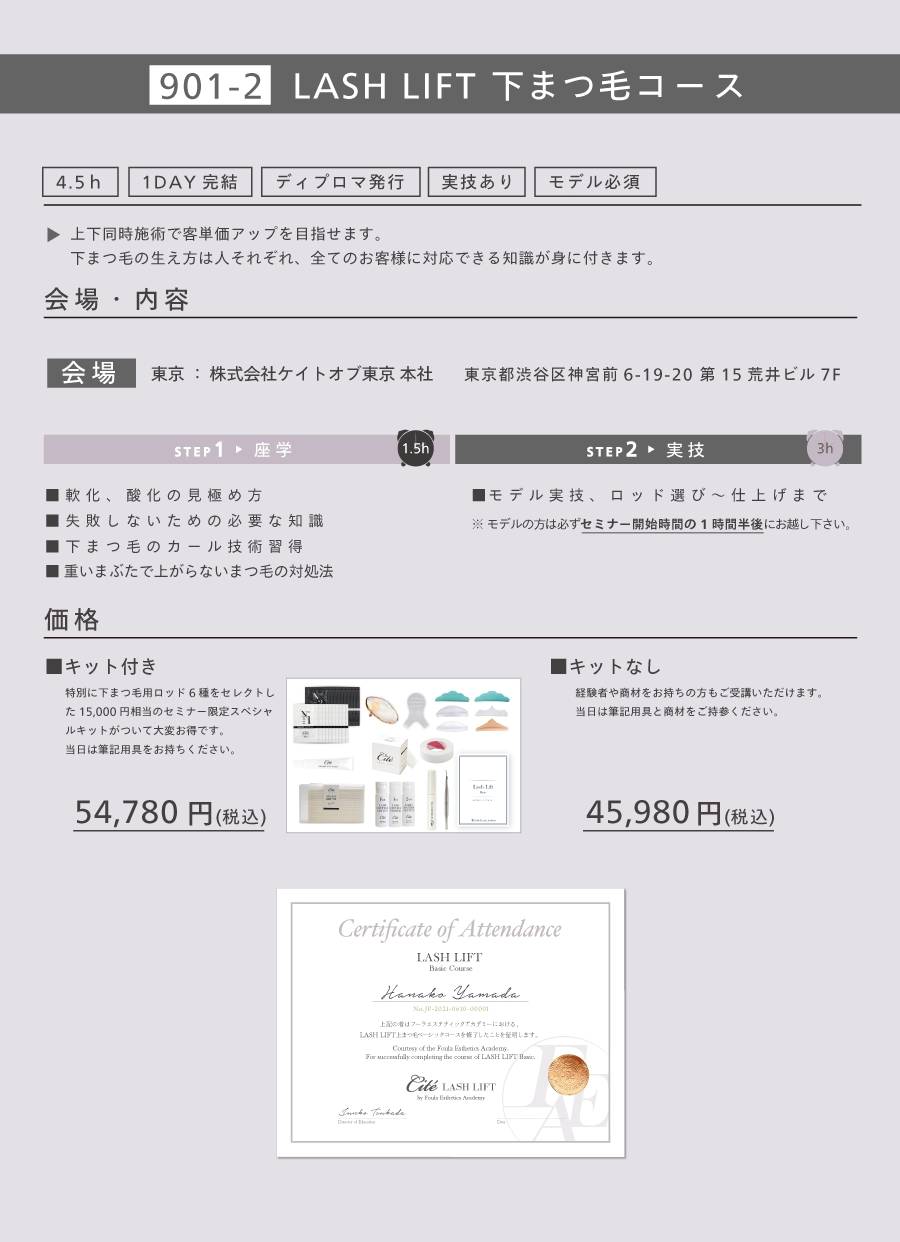 901-2 LASH LIFT 下まつ毛コース
4.5h 1DAY 完結 ディプロマ発行 実技あり モデル必須
▶ 上下同時施術で客単価アップを目指せます。
下まつ毛の生え方は人それぞれ、全てのお客様に対応できる知識が身に付きます。
会場・内容
会場 東京 : 株式会社ケイトオブ東京 本社 東京都渋谷区神宮前 6-19-20 第 15 荒井ビル 7F
STEP1 ▶ 座学 1.5h
■ 軟化、酸化の見極め方
■ 失敗しないための必要な知識
■ 下まつ毛のカール技術習得
■ 重いまぶたで上がらないまつ毛の対処法
STEP2 ▶ 実技 3h
■モデル実技、ロッド選び〜仕上げまで
※ モデルの方は必ずセミナー開始時間の 1 時間半後にお越し下さい。
価格
■キット付き
特別に下まつ毛用ロッド 6 種をセレクトし
た 15,000 円相当のセミナー限定スペシャ
ルキットがついて大変お得です。
当日は筆記用具をお持ちください。
54,780 円(税込)
Cité
Cité
Lash Lift
■キットなし
経験者や商材をお持ちの方もご受講いただけます。
当日は筆記用具と商材をご持参ください。
45,980 円(税込)
Certificate of Attendance
LASH LIFT
Basic Course
Hanako Yamada
No.JP-2021-0610-00001
上記の者はフーラエステティックアカデミーにおける、
LASH LIFT上まつ毛ベーシックコースを修了したことを証明します。
Courtesy of the Foula Esthetics Academy.
For successfully completing the course of LASH LIFT Basic.
Cité LASH LIFT
by Foula Esthetics Academy
Junko Tsukada
Director of Education
Date
FAE